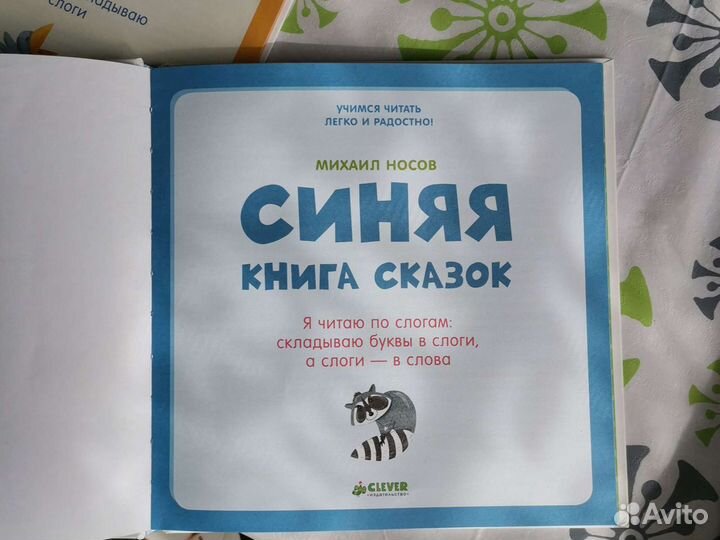 складываю
слоги
УЧИМСЯ ЧИТАТЬ
ЛЕГКО И РАДОСТНО!
МИХАИЛ НОСОВ
СИНЯЯ
КНИГА СКАЗОК
Я читаю по слогам:
складываю буквы в слоги,
а слоги — в слова
CLEVER
ИЗДАТЕЛЬСТВО
Avito